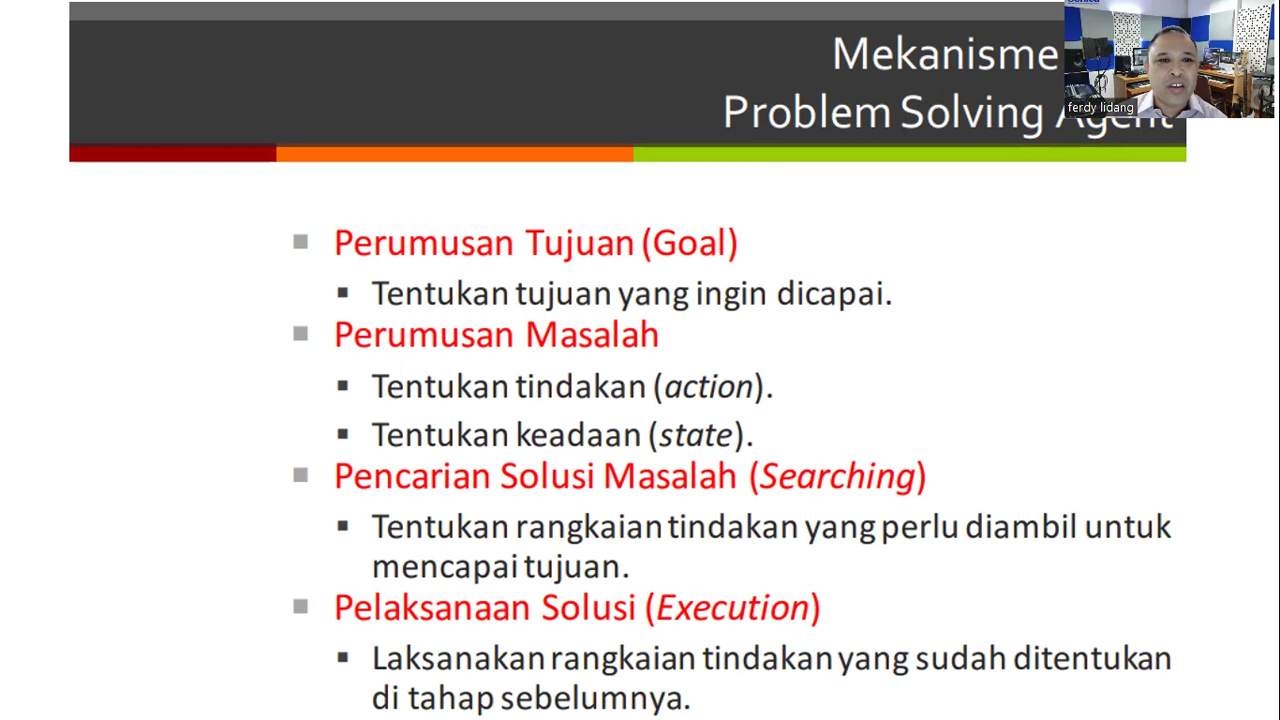 Mekanisme
Problem Solving Agent
ferdy lidang
Perumusan Tujuan (Goal)
Tentukan tujuan yang ingin dicapai.
Perumusan Masalah
Tentukan tindakan (action).
Tentukan keadaan (state).
Pencarian Solusi Masalah (Searching)
Tentukan rangkaian tindakan yang perlu diambil untuk
mencapai tujuan.
Pelaksanaan Solusi (Execution)
Laksanakan rangkaian tindakan yang sudah ditentukan
di tahap sebelumnya.